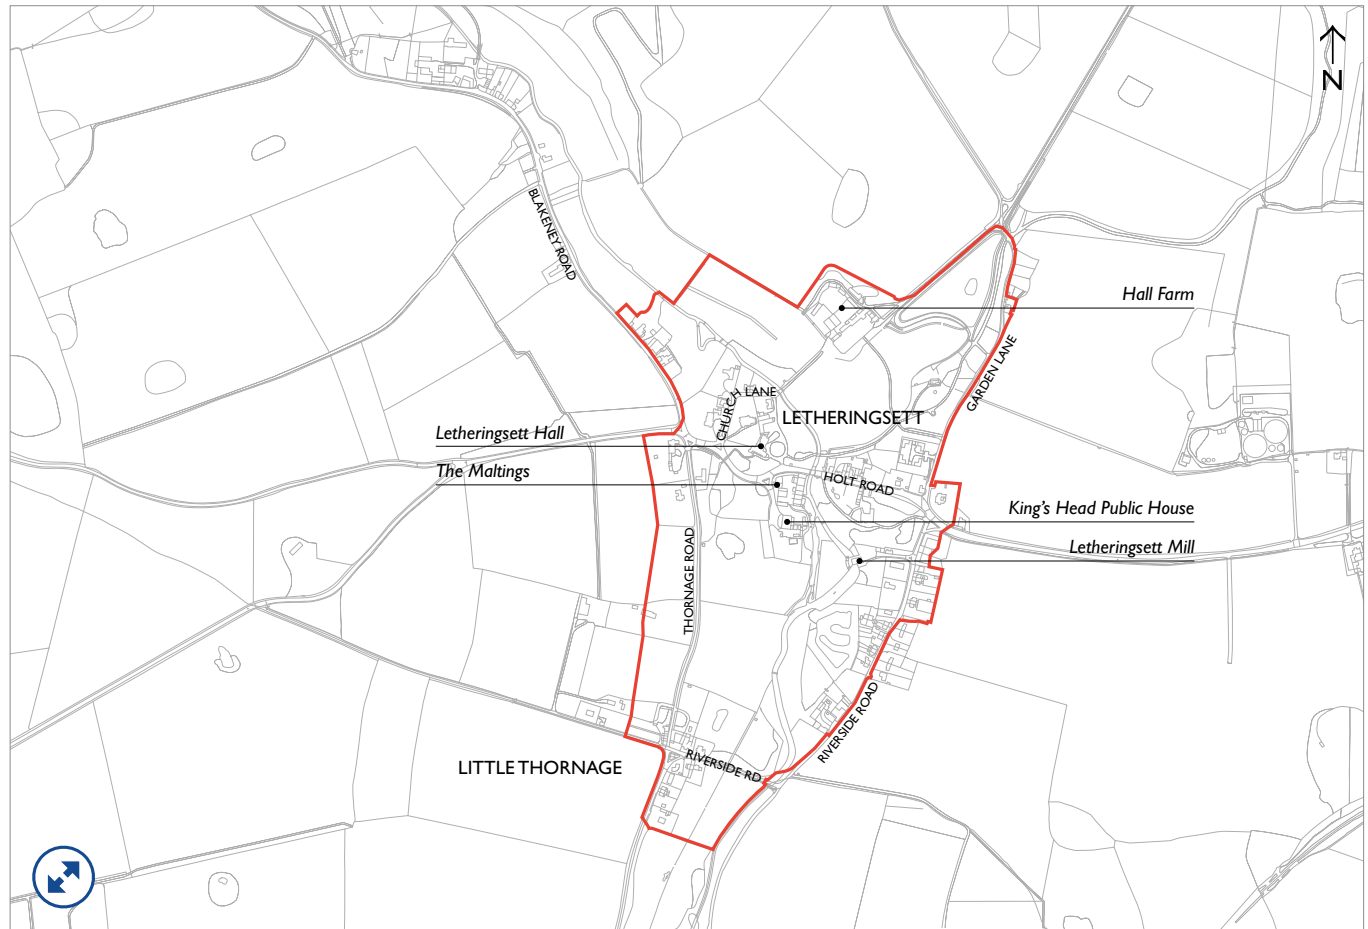 N
BLAKENEY ROAD
Hall Farm
GARDEN LANE
CHURCH LANE
LETHERINGSETT
Letheringsett Hall
The Maltings
HOLT ROAD
King's Head Public House
Letheringsett Mill
THORNAGE ROAD
RIVERSIDE ROAD
RIVERSIDE RD
LITTLE THORNAGE